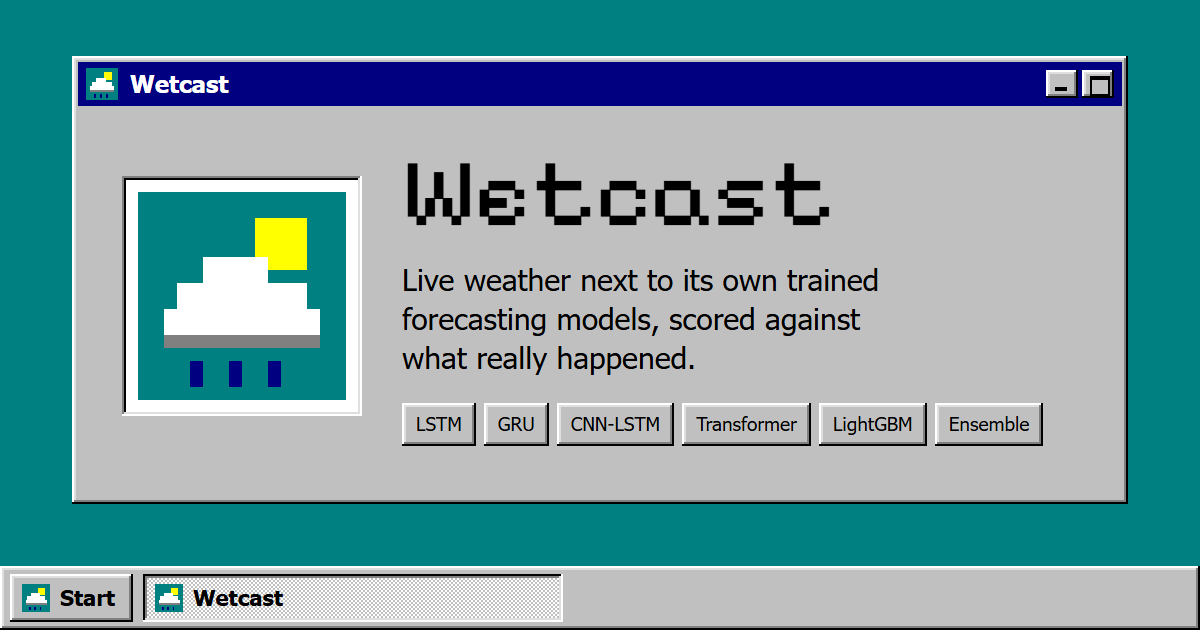 Wetcast
Wetcast
Live weather next to its own trained
forecasting models, scored against
what really happened.
LSTM GRU CNN-LSTM Transformer LightGBM Ensemble
Start Wetcast